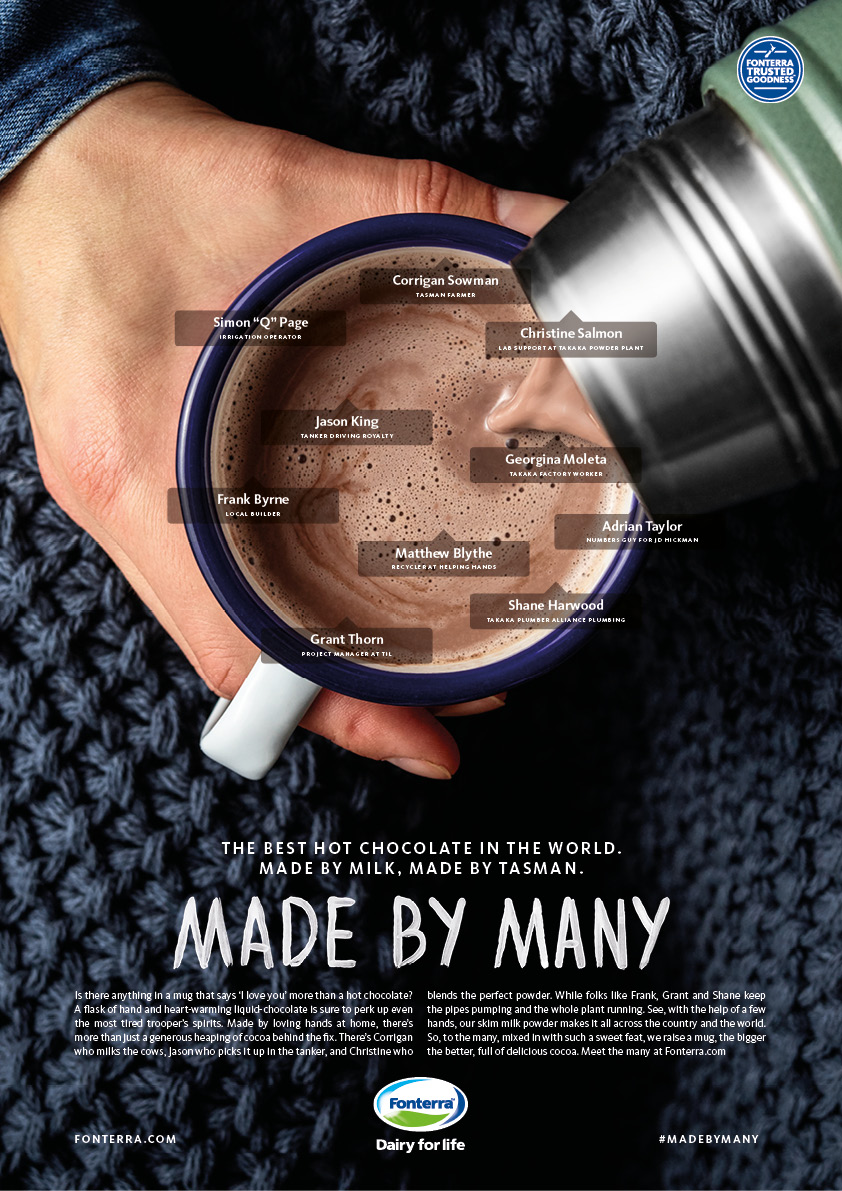 FONTERRA
TRUSTED
GOODNESS
Corrigan Sowman
TASMAN FARMER
Simon “Q” Page
IRRIGATION OPERATOR
Christine Salmon
LAB SUPPORT AT TAKAKA POWDER PLANT
Jason King
TANKER DRIVING ROYALTY
Georgina Moleta
TAKAKA FACTORY WORKER
Frank Byrne
LOCAL BUILDER
Adrian Taylor
NUMBERS GUY FOR JD HICKMAN
Matthew Blythe
RECYCLER AT HELPING HANDS
Shane Harwood
TAKAKA PLUMBER ALLIANCE PLUMBING
Grant Thorn
PROJECT MANAGER AT TIL
THE BEST HOT CHOCOLATE IN THE WORLD.
MADE BY MILK, MADE BY TASMAN.
MADE BY MANY
Is there anything in a mug that says ‘I love you’ more than a hot chocolate?
A flask of hand and heart-warming liquid-chocolate is sure to perk up even
the most tired trooper’s spirits. Made by loving hands at home, there’s
more than just a generous heaping of cocoa behind the fix. There’s Corrigan
who milks the cows, Jason who picks it up in the tanker, and Christine who
blends the perfect powder. While folks like Frank, Grant and Shane keep
the pipes pumping and the whole plant running. See, with the help of a few
hands, our skim milk powder makes it all across the country and the world.
So, to the many, mixed in with such a sweet feat, we raise a mug, the bigger
the better, full of delicious cocoa. Meet the many at Fonterra.com
Fonterra
Dairy for life
FONTERRA.COM
#MADEBYMANY